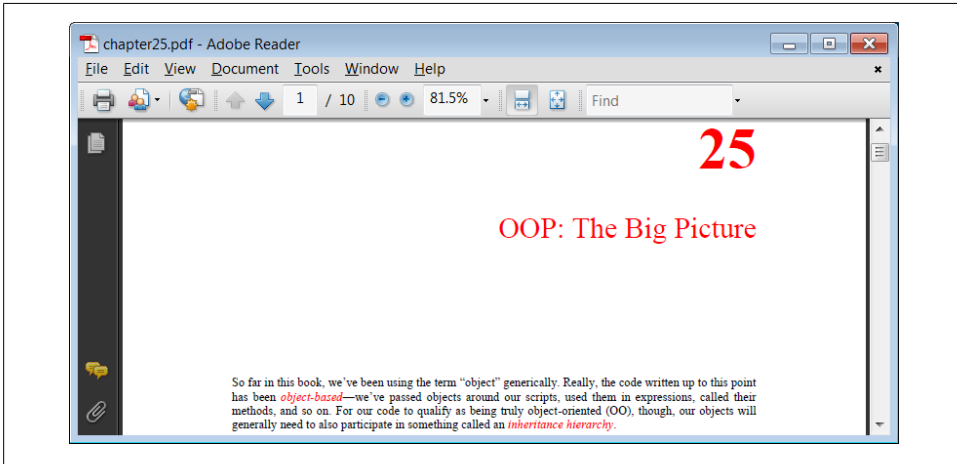 chapter25.pdf - Adobe Reader
File Edit View Document Tools Window Help
1 / 10 81.5% Find
25
OOP: The Big Picture
So far in this book, we’ve been using the term “object” generically. Really, the code written up to this point
has been object-based—we’ve passed objects around our scripts, used them in expressions, called their
methods, and so on. For our code to qualify as being truly object-oriented (OO), though, our objects will
generally need to also participate in something called an inheritance hierarchy.